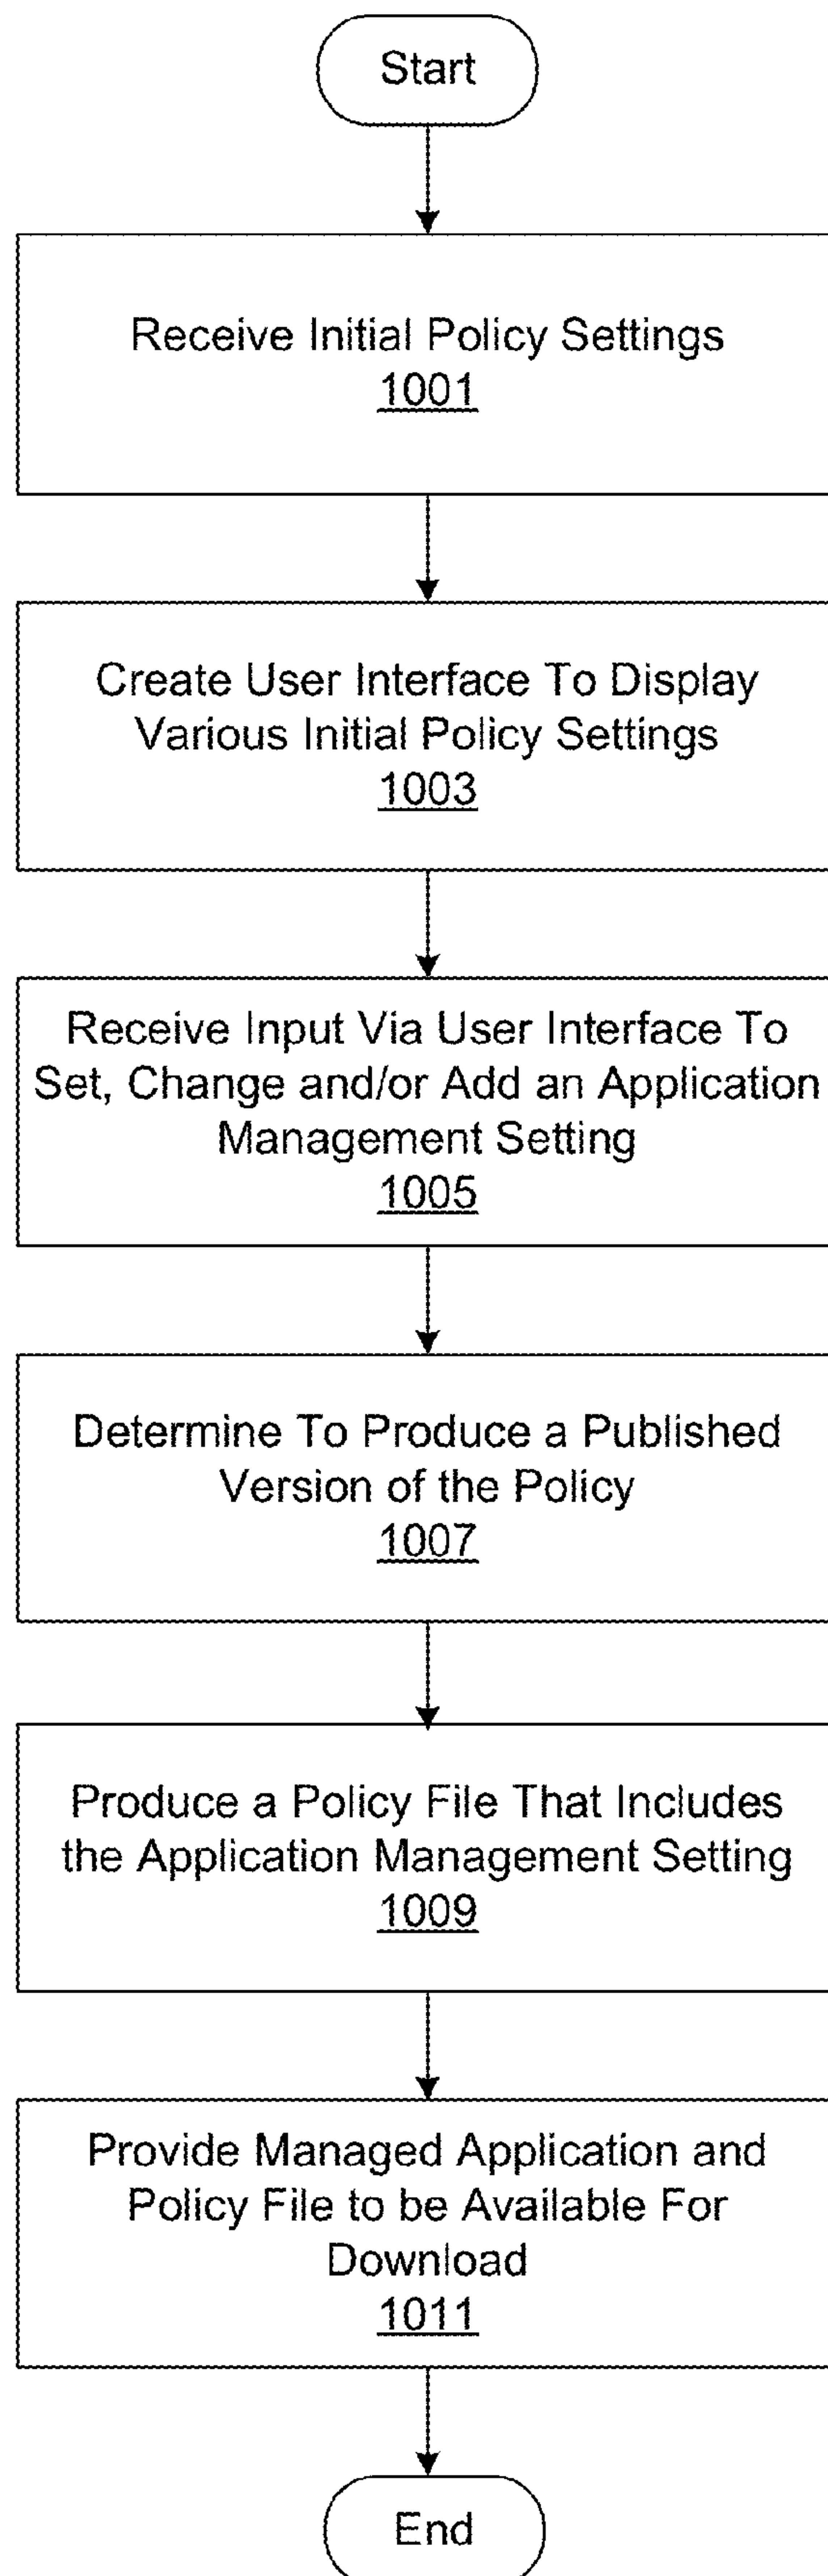 Start
Receive Initial Policy Settings
1001
Create User Interface To Display
Various Initial Policy Settings
1003
Receive Input Via User Interface To
Set, Change and/or Add an Application
Management Setting
1005
Determine To Produce a Published
Version of the Policy
1007
Produce a Policy File That Includes
the Application Management Setting
1009
Provide Managed Application and
Policy File to be Available For
Download
1011
End